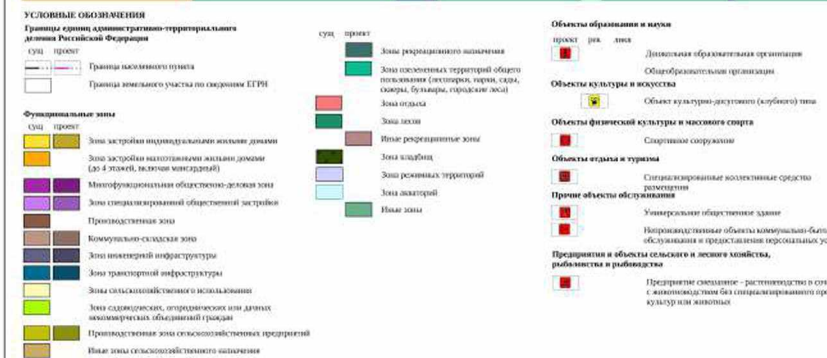 УСЛОВНЫЕ ОБОЗНАЧЕНИЯ
Границы единиц административно-территориального
деления Российской Федерации
сущ проект
Граница населенного пункта
Граница земельного участка по сведениям ЕГРН
Функциональные зоны
сущ проект
Зона застройки индивидуальными жилыми домами
Зона застройки малоэтажными жилыми домами
(до 4 этажей, включая мансардный)
Многофункциональная общественно-деловая зона
Зона специализированной общественной застройки
Производственная зона
Коммунально-складская зона
Зона инженерной инфраструктуры
Зона транспортной инфраструктуры
Зоны сельскохозяйственного использования
Зона садоводческих, огороднических или дачных
некоммерческих объединений граждан
Производственная зона сельскохозяйственных предприятий
Иные зоны сельскохозяйственного назначения
сущ проект
Зоны рекреационного назначения
Зона озелененных территорий общего
пользования (лесопарки, парки, сады,
скверы, бульвары, городские леса)
Зона отдыха
Зона лесов
Иные рекреационные зоны
Зона кладбищ
Зона режимных территорий
Зона акваторий
Иные зоны
Объекты образования и науки
проект рек ликв
Дошкольная образовательная организация
Общеобразовательная организация
Объекты культуры и искусства
Объект культурно-досугового (клубного) типа
Объекты физической культуры и массового спорта
Спортивное сооружение
Объекты отдыха и туризма
Специализированные коллективные средства
размещения
Прочие объекты обслуживания
Универсальное общественное здание
Непроизводственные объекты коммунально-быто
обслуживания и предоставления персональных ус
Предприятия и объекты сельского и лесного хозяйства,
рыболовства и рыбоводства
Предприятие смешанное - растениеводство в соче
с животноводством без специализированного про
культур или животных